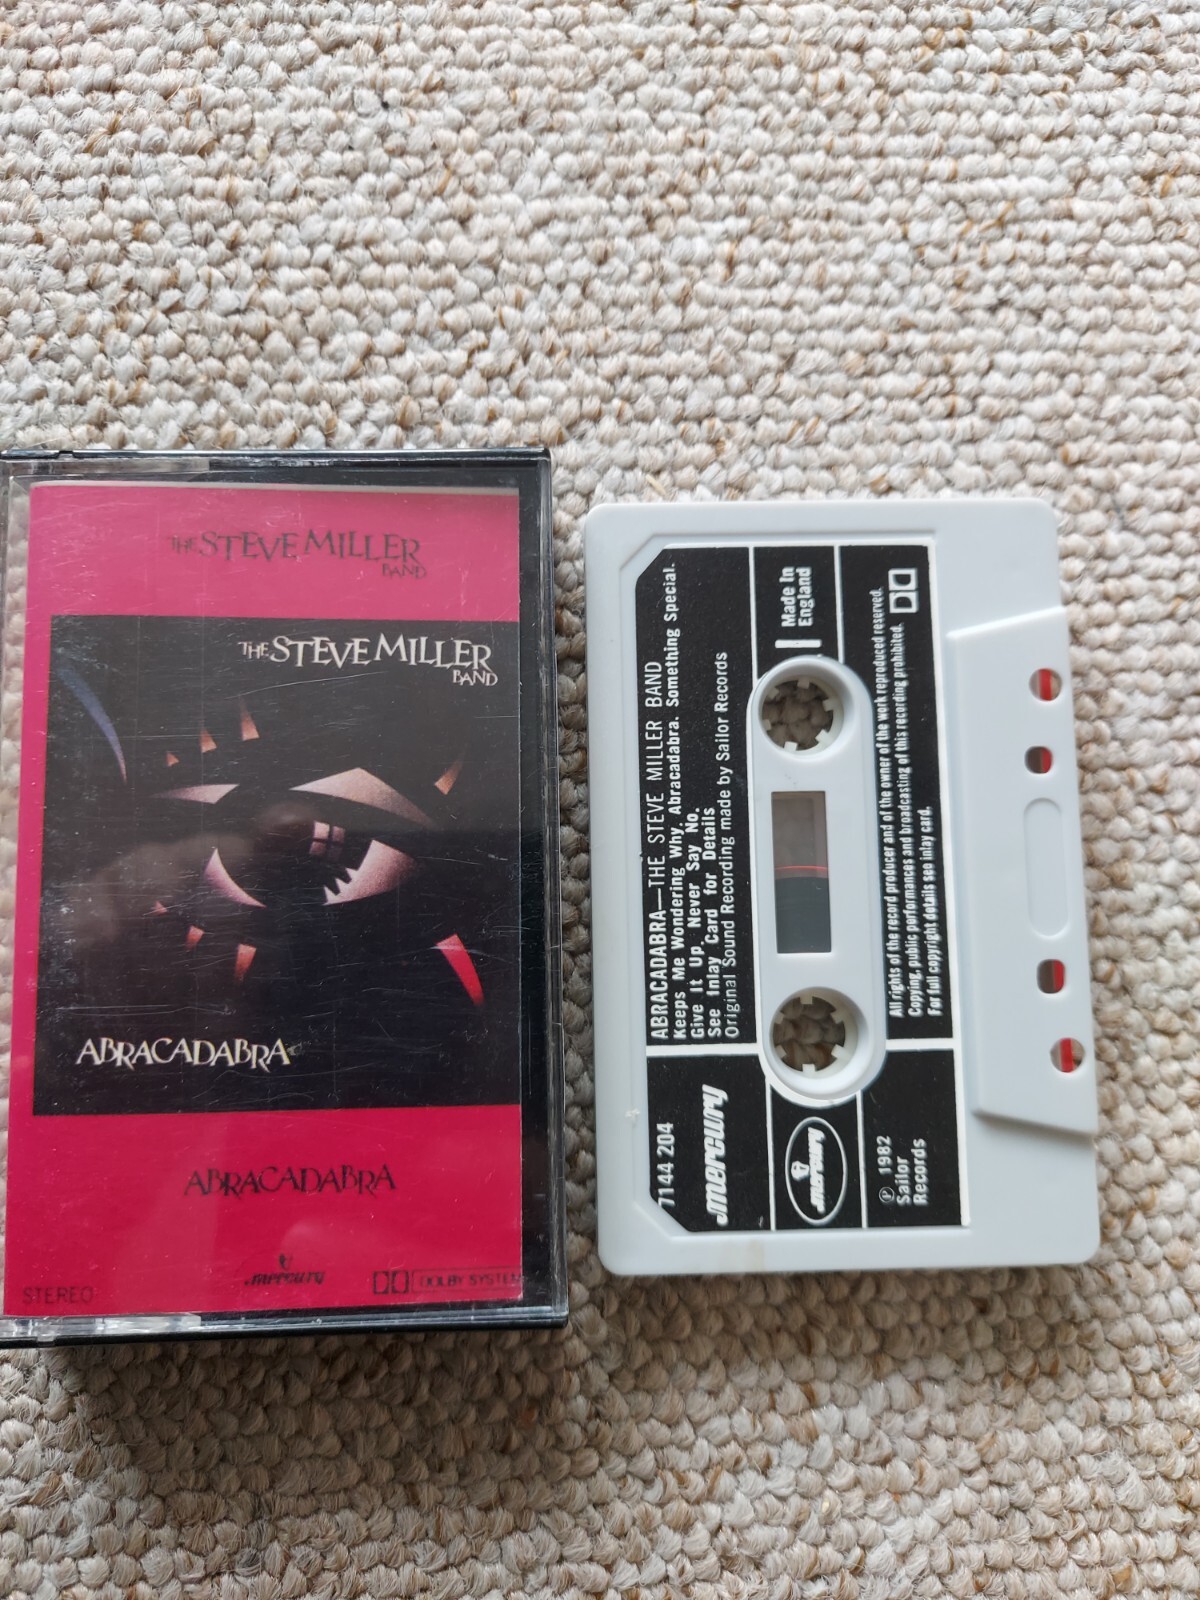 THE STEVE MILLER
BAND
THE STEVE MILLER
BAND
ABRACADABRA
ABRACADABRA
mercury
STEREO
DOLBY SYSTEM
ABRACADABRA—THE STEVE MILLER BAND
Keeps Me Wondering Why. Abracadabra. Something Special.
Give It Up. Never Say No.
See Inlay Card for Details
Original Sound Recording made by Sailor Records
Made In
England
All rights of the record producer and of the owner of the work reproduced reserved.
Copying, public performances and broadcasting of this recording prohibited.
For full copyright details see inlay card.
7144 204
mercury
mercury
℗ 1982
Sailor
Records